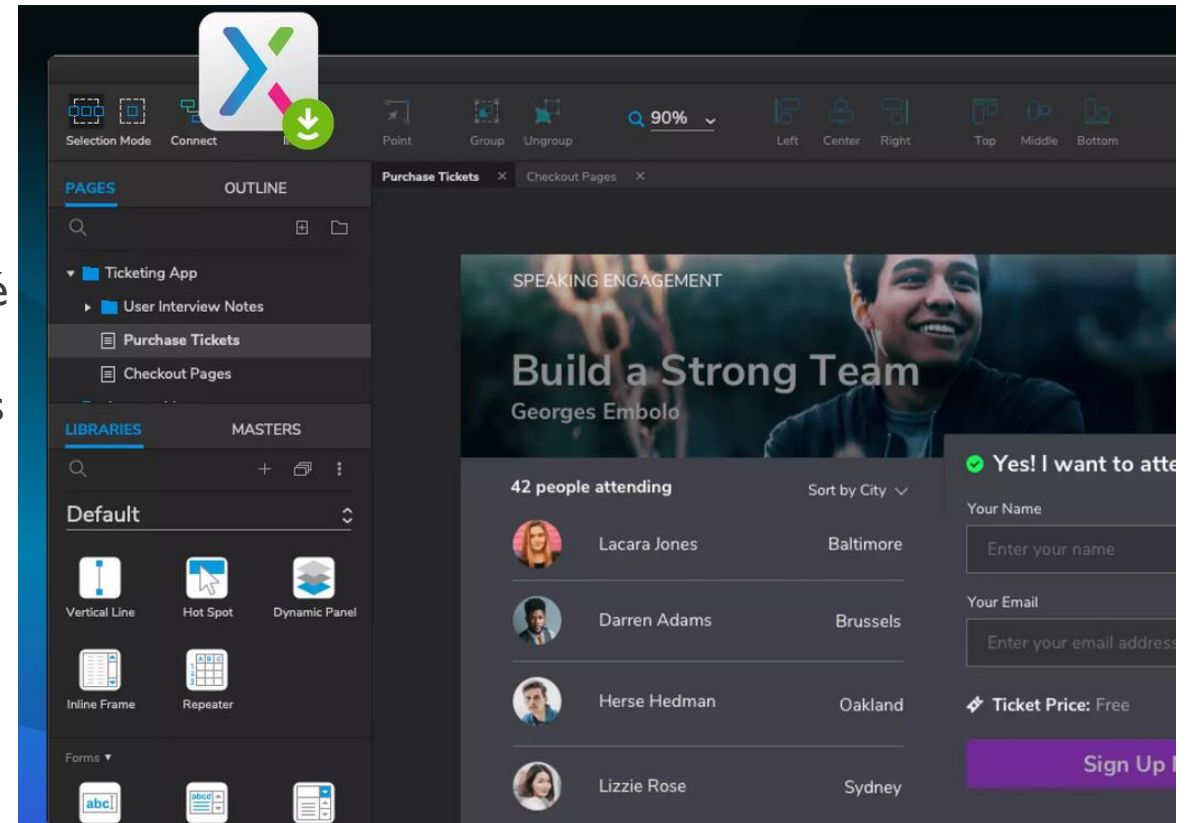 Selection Mode
Connect
Point
Group
Ungroup
90%
Left
Center
Right
Top
Middle
Bottom
PAGES
OUTLINE
Purchase Tickets
Checkout Pages
Ticketing App
User Interview Notes
Purchase Tickets
Checkout Pages
LIBRARIES
MASTERS
Default
Vertical Line
Hot Spot
Dynamic Panel
Inline Frame
Repeater
Forms
SPEAKING ENGAGEMENT
Build a Strong Team
Georges Embolo
42 people attending
Sort by City
Lacara Jones
Baltimore
Darren Adams
Brussels
Herse Hedman
Oakland
Lizzie Rose
Sydney
Yes! I want to atte
Your Name
Enter your name
Your Email
Enter your email address
Ticket Price: Free
Sign Up